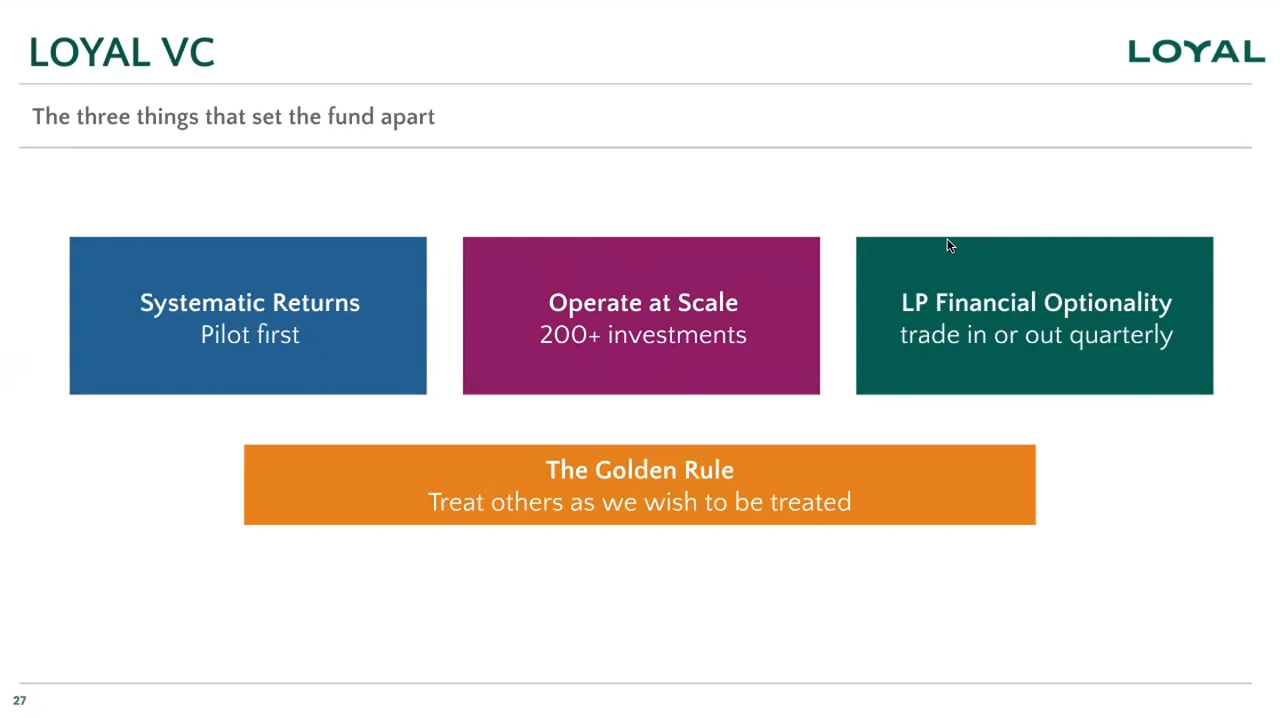 LOYAL VC
LOYAL
The three things that set the fund apart
Systematic Returns
Pilot first
Operate at Scale
200+ investments
LP Financial Optionality
trade in or out quarterly
The Golden Rule
Treat others as we wish to be treated
27